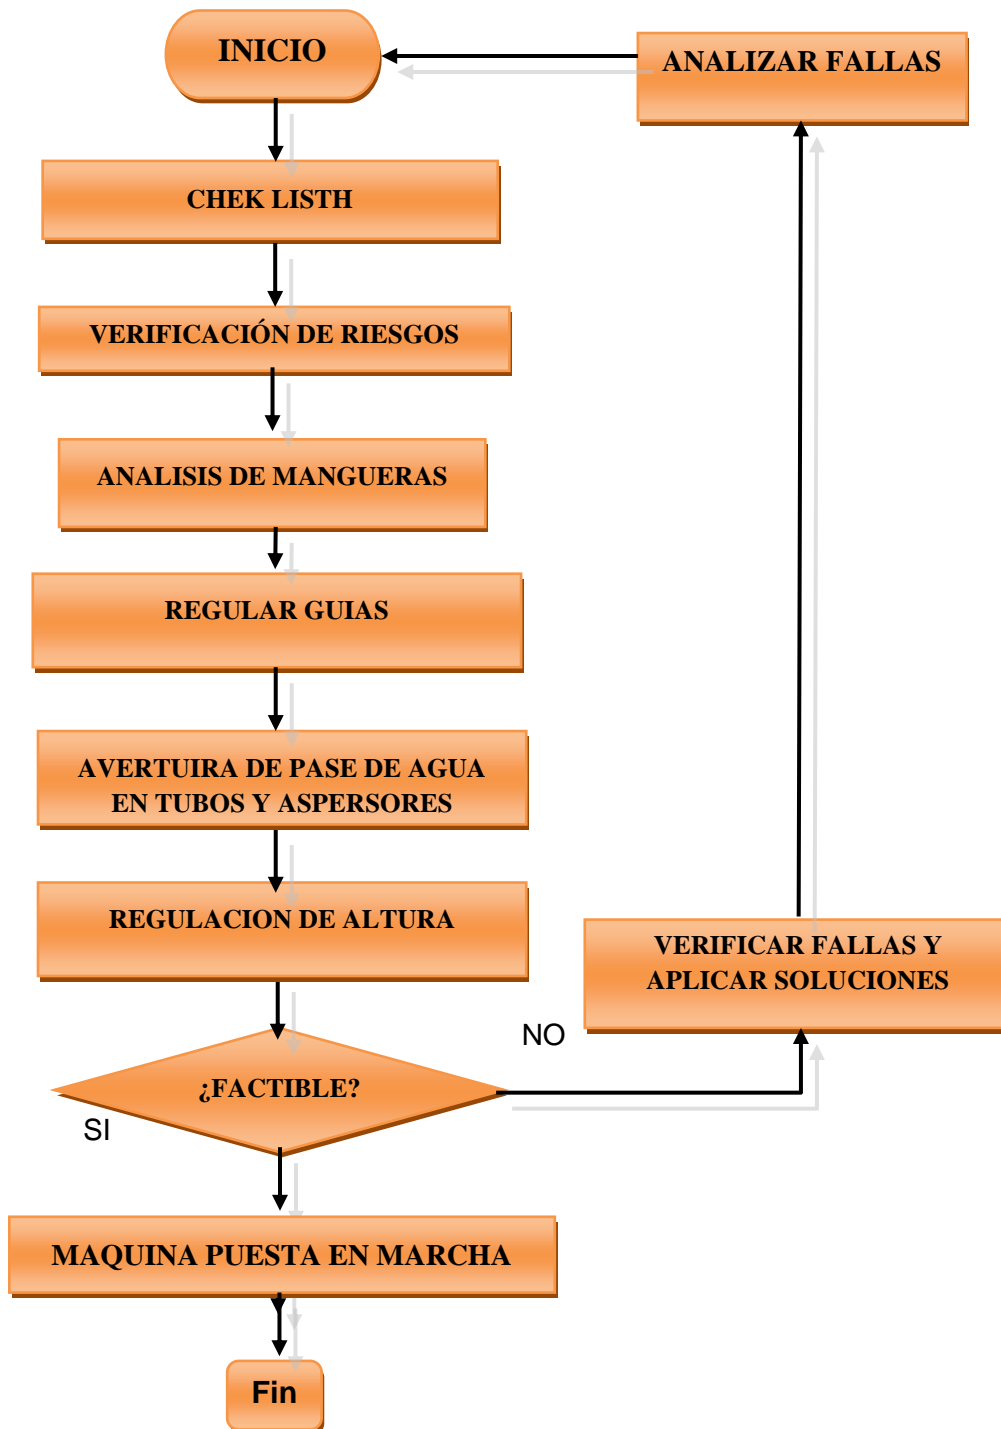 INICIO
ANALIZAR FALLAS
CHEK LISTH
VERIFICACIÓN DE RIESGOS
ANALISIS DE MANGUERAS
REGULAR GUIAS
AVERTUIRA DE PASE DE AGUA
EN TUBOS Y ASPERSORES
REGULACION DE ALTURA
VERIFICAR FALLAS Y
APLICAR SOLUCIONES
NO
¿FACTIBLE?
SI
MAQUINA PUESTA EN MARCHA
Fin